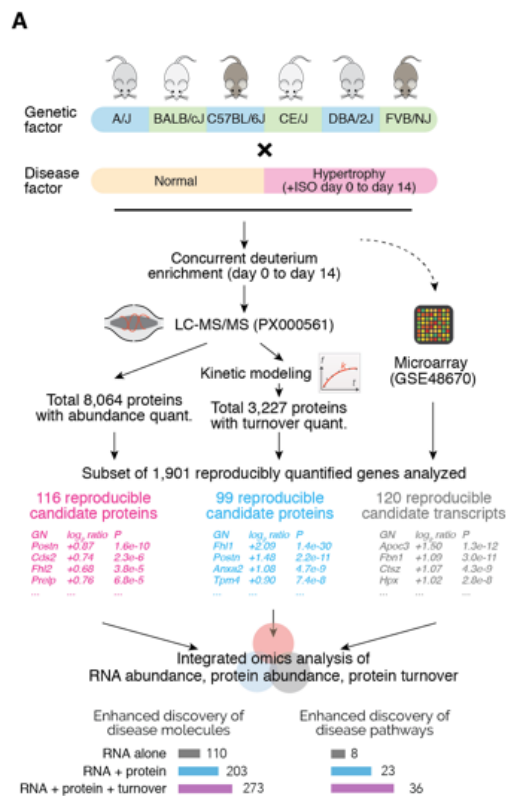 A
Genetic
factor
A/J BALB/cJ C57BL/6J CE/J DBA/2J FVB/NJ
×
Disease
factor
Normal
Hypertrophy
(+ISO day 0 to day 14)
Concurrent deuterium
enrichment (day 0 to day 14)
LC-MS/MS (PX000561)
Kinetic modeling
r
k
t
Microarray
(GSE48670)
Total 8,064 proteins
with abundance quant.
Total 3,227 proteins
with turnover quant.
Subset of 1,901 reproducibly quantified genes analyzed
116 reproducible
candidate proteins
GN log2 ratio P
Postn +0.87 1.6e-10
Cds2 +0.74 2.3e-6
Fhl2 +0.68 3.8e-5
Prelp +0.76 6.8e-5
... ... ...
99 reproducible
candidate proteins
GN log2 ratio P
Fhl1 +2.09 1.4e-30
Postn +1.48 2.2e-11
Anxa2 +1.08 4.7e-9
Tpm4 +0.90 7.4e-8
... ... ...
120 reproducible
candidate transcripts
GN log2 ratio P
Apoc3 +1.50 1.3e-12
Fbn1 +1.09 3.0e-11
Ctsz +1.07 4.3e-9
Hpx +1.02 2.8e-8
... ... ...
Integrated omics analysis of
RNA abundance, protein abundance, protein turnover
Enhanced discovery of
disease molecules
RNA alone 110
RNA + protein 203
RNA + protein + turnover 273
Enhanced discovery of
disease pathways
8
23
36